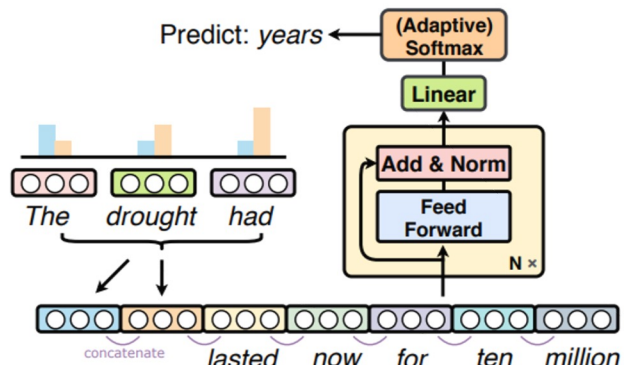 Predict: years
(Adaptive)
Softmax
Linear
Add & Norm
Feed
Forward
N ×
The drought had
concatenate
lasted now for ten million